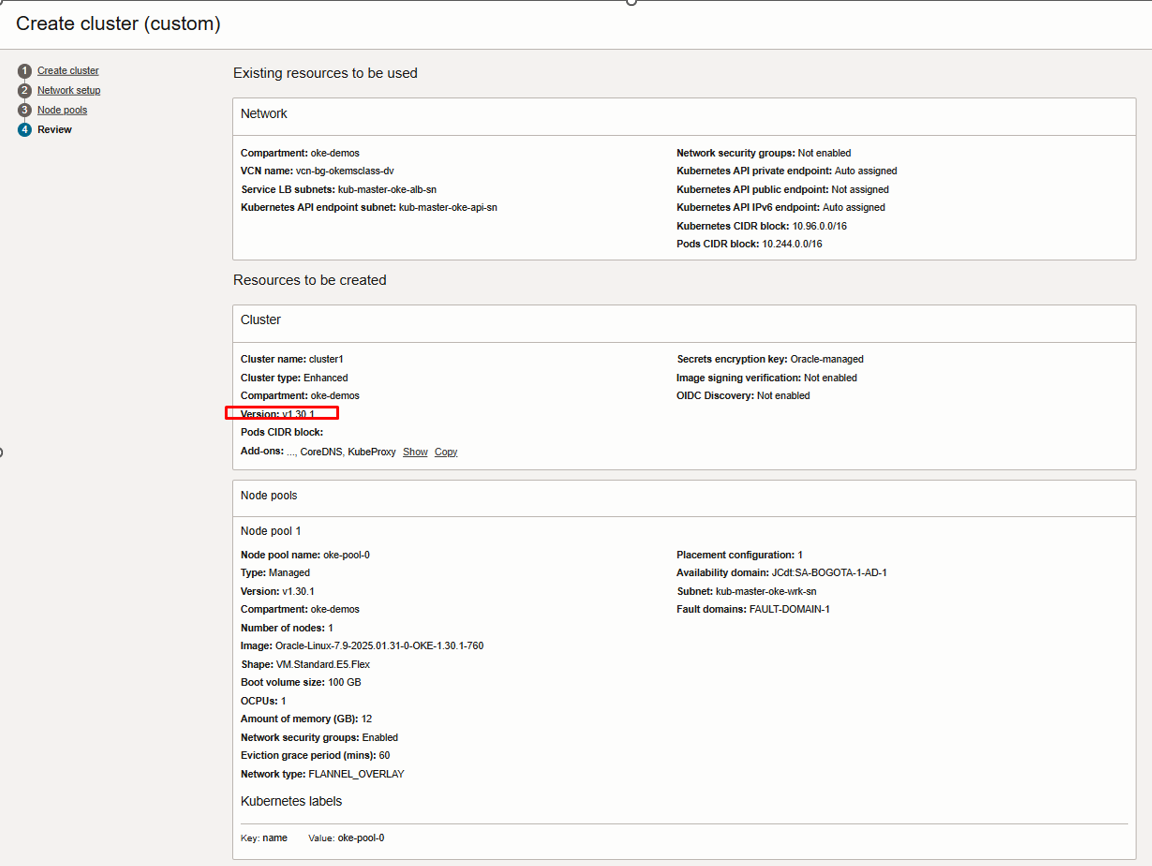 Create cluster (custom)
1 Create cluster
2 Network setup
3 Node pools
4 Review
Existing resources to be used
Network
Compartment: oke-demos
VCN name: vcn-bg-okemsclass-dv
Service LB subnets: kub-master-oke-alb-sn
Kubernetes API endpoint subnet: kub-master-oke-api-sn
Network security groups: Not enabled
Kubernetes API private endpoint: Auto assigned
Kubernetes API public endpoint: Not assigned
Kubernetes API IPv6 endpoint: Auto assigned
Kubernetes CIDR block: 10.96.0.0/16
Pods CIDR block: 10.244.0.0/16
Resources to be created
Cluster
Cluster name: cluster1
Cluster type: Enhanced
Compartment: oke-demos
Version: v1.30.1
Pods CIDR block:
Add-ons: ..., CoreDNS, KubeProxy Show Copy
Secrets encryption key: Oracle-managed
Image signing verification: Not enabled
OIDC Discovery: Not enabled
Node pools
Node pool 1
Node pool name: oke-pool-0
Type: Managed
Version: v1.30.1
Compartment: oke-demos
Number of nodes: 1
Image: Oracle-Linux-7.9-2025.01.31-0-OKE-1.30.1-760
Shape: VM.Standard.E5.Flex
Boot volume size: 100 GB
OCPUs: 1
Amount of memory (GB): 12
Network security groups: Enabled
Eviction grace period (mins): 60
Network type: FLANNEL_OVERLAY
Placement configuration: 1
Availability domain: JCdt:SA-BOGOTA-1-AD-1
Subnet: kub-master-oke-wrk-sn
Fault domains: FAULT-DOMAIN-1
Kubernetes labels
Key: name Value: oke-pool-0